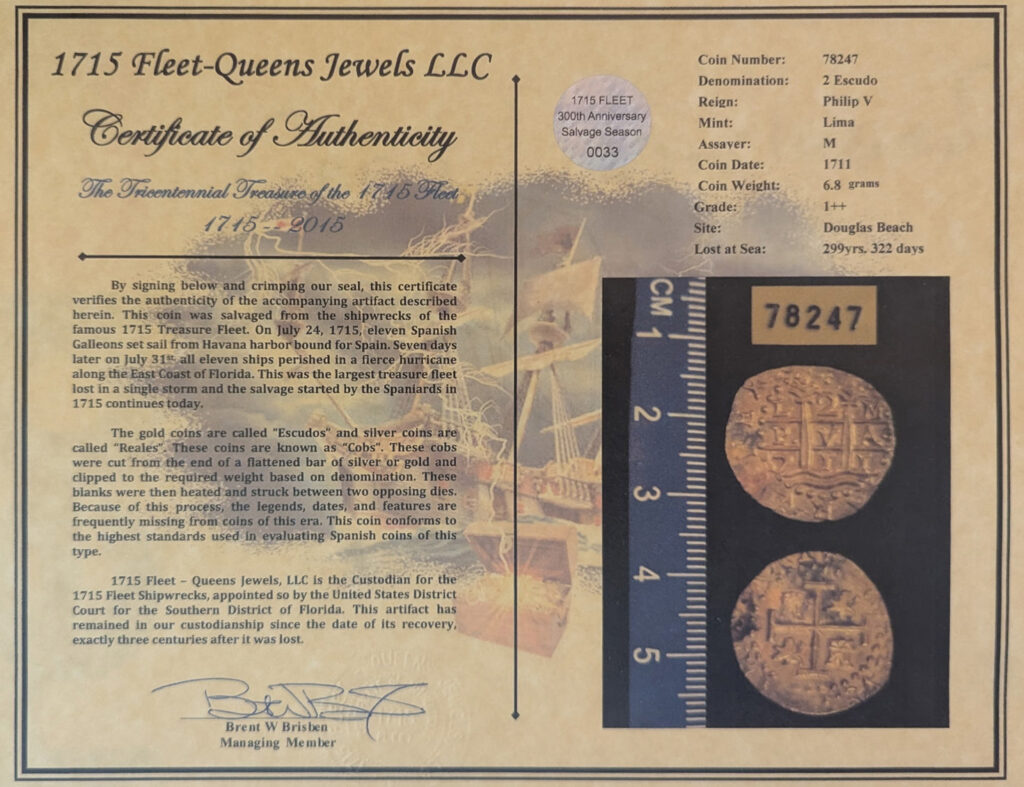 1715 Fleet-Queens Jewels LLC
Certificate of Authenticity
The Tricentennial Treasure of the 1715 Fleet
1715 -- 2015
By signing below and crimping our seal, this certificate
verifies the authenticity of the accompanying artifact described
herein. This coin was salvaged from the shipwrecks of the
famous 1715 Treasure Fleet. On July 24, 1715, eleven Spanish
Galleons set sail from Havana harbor bound for Spain. Seven days
later on July 31st all eleven ships perished in a fierce hurricane
along the East Coast of Florida. This was the largest treasure fleet
lost in a single storm and the salvage started by the Spaniards in
1715 continues today.
The gold coins are called "Escudos" and silver coins are
called "Reales". These coins are known as "Cobs". These cobs
were cut from the end of a flattened bar of silver or gold and
clipped to the required weight based on denomination. These
blanks were then heated and struck between two opposing dies.
Because of this process, the legends, dates, and features are
frequently missing from coins of this era. This coin conforms to
the highest standards used in evaluating Spanish coins of this
type.
1715 Fleet – Queens Jewels, LLC is the Custodian for the
1715 Fleet Shipwrecks, appointed so by the United States District
Court for the Southern District of Florida. This artifact has
remained in our custodianship since the date of its recovery,
exactly three centuries after it was lost.
Brent W Brisben
Managing Member
1715 FLEET
300th Anniversary
Salvage Season
0033
Coin Number: 78247
Denomination: 2 Escudo
Reign: Philip V
Mint: Lima
Assayer: M
Coin Date: 1711
Coin Weight: 6.8 grams
Grade: 1++
Site: Douglas Beach
Lost at Sea: 299yrs. 322 days
CM 1 2 3 4 5
78247
L 2 M